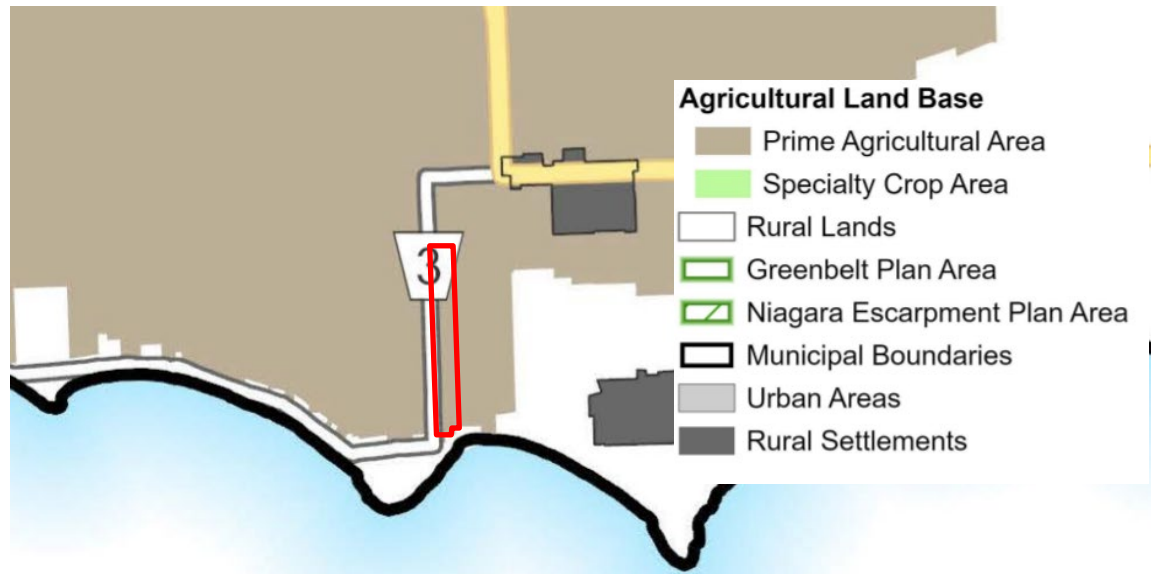 Agricultural Land Base
Prime Agricultural Area
Specialty Crop Area
Rural Lands
Greenbelt Plan Area
Niagara Escarpment Plan Area
Municipal Boundaries
Urban Areas
Rural Settlements
3